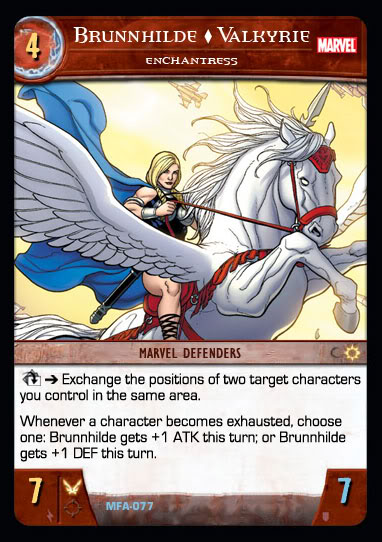 4
BRUNNHILDE ♦ VALKYRIE
MARVEL
ENCHANTRESS
MARVEL DEFENDERS
➔ Exchange the positions of two target characters
you control in the same area.
Whenever a character becomes exhausted, choose
one: Brunnhilde gets +1 ATK this turn; or Brunnhilde
gets +1 DEF this turn.
7
MFA-077
7